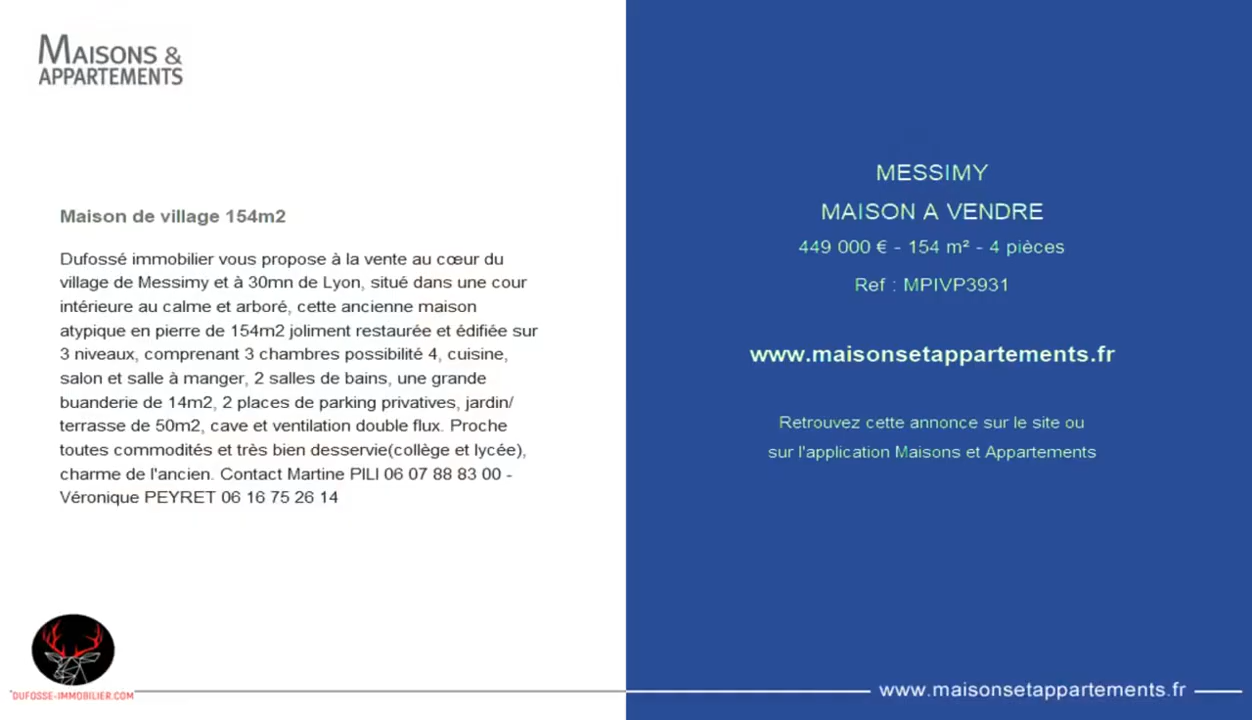 MAISONS &
APPARTEMENTS
Maison de village 154m2
Dufossé immobilier vous propose à la vente au cœur du
village de Messimy et à 30mn de Lyon, situé dans une cour
intérieure au calme et arboré, cette ancienne maison
atypique en pierre de 154m2 joliment restaurée et édifiée sur
3 niveaux, comprenant 3 chambres possibilité 4, cuisine,
salon et salle à manger, 2 salles de bains, une grande
buanderie de 14m2, 2 places de parking privatives, jardin/
terrasse de 50m2, cave et ventilation double flux. Proche
toutes commodités et très bien desservie(collège et lycée),
charme de l'ancien. Contact Martine PILI 06 07 88 83 00 -
Véronique PEYRET 06 16 75 26 14
DUFOSSE-IMMOBILIER.COM
MESSIMY
MAISON A VENDRE
449 000 € - 154 m² - 4 pièces
Ref : MPIVP3931
www.maisonsetappartements.fr
Retrouvez cette annonce sur le site ou
sur l'application Maisons et Appartements
www.maisonsetappartements.fr